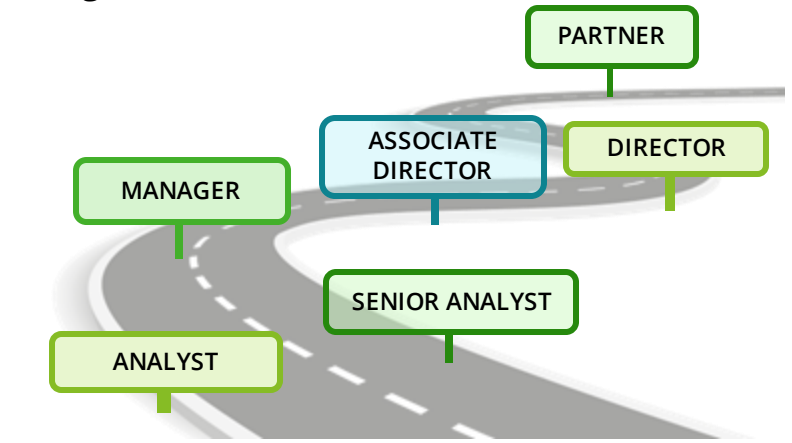 PARTNER
ASSOCIATE
DIRECTOR
DIRECTOR
MANAGER
SENIOR ANALYST
ANALYST